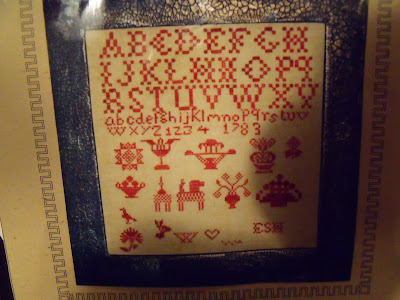 ABCDEFGH
IJKLMNOPQ
RSTUVWXY
abcdefghijklmnopqrstuv
WXYZ1234 1783
ESH